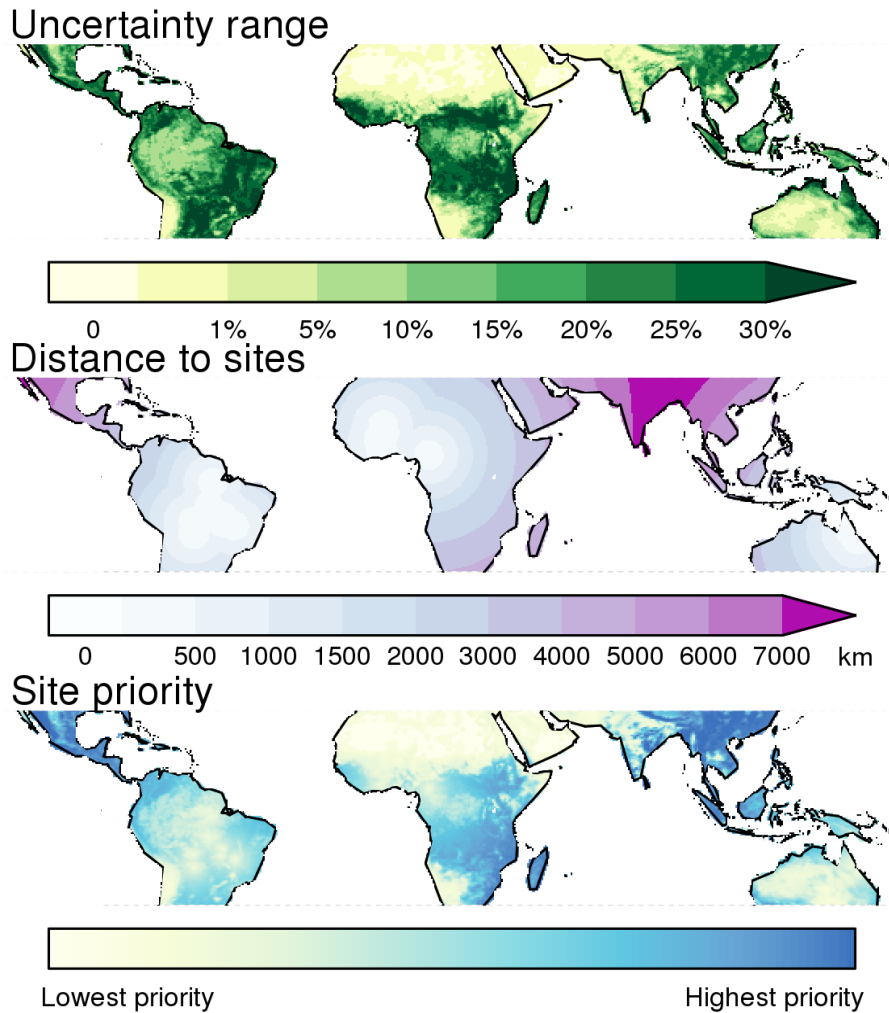 Uncertainty range
0 1% 5% 10% 15% 20% 25% 30%
Distance to sites
0 500 1000 1500 2000 3000 4000 5000 6000 7000 km
Site priority
Lowest priority Highest priority